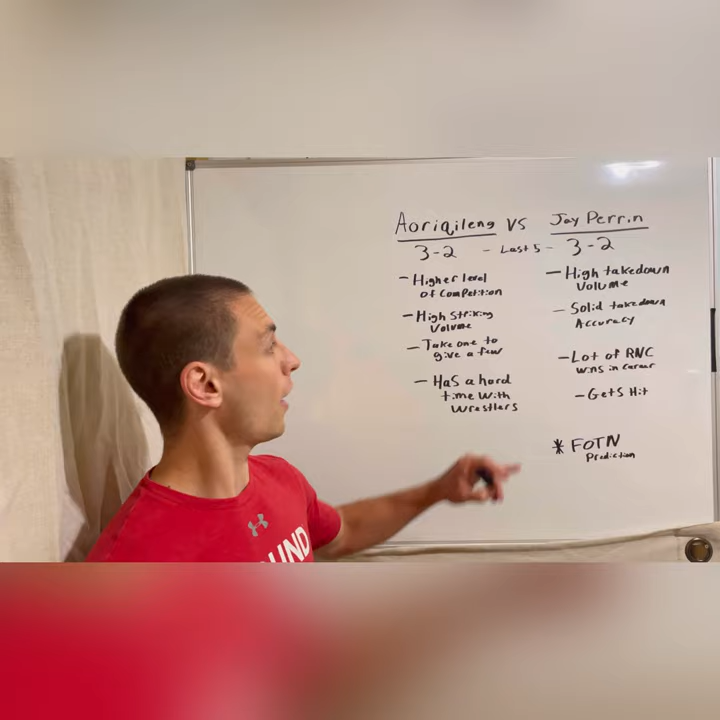 Aoriqileng VS Jay Perrin
3-2 - Last 5 - 3-2
- Higher level
of Competition
- High Striking
Volume
- Take one to
give a few
- Has a hard
time with
wrestlers
- High takedown
Volume
- Solid takedown
Accuracy
- Lot of RNC
wins in career
- Gets Hit
* FOTN
Prediction
UND